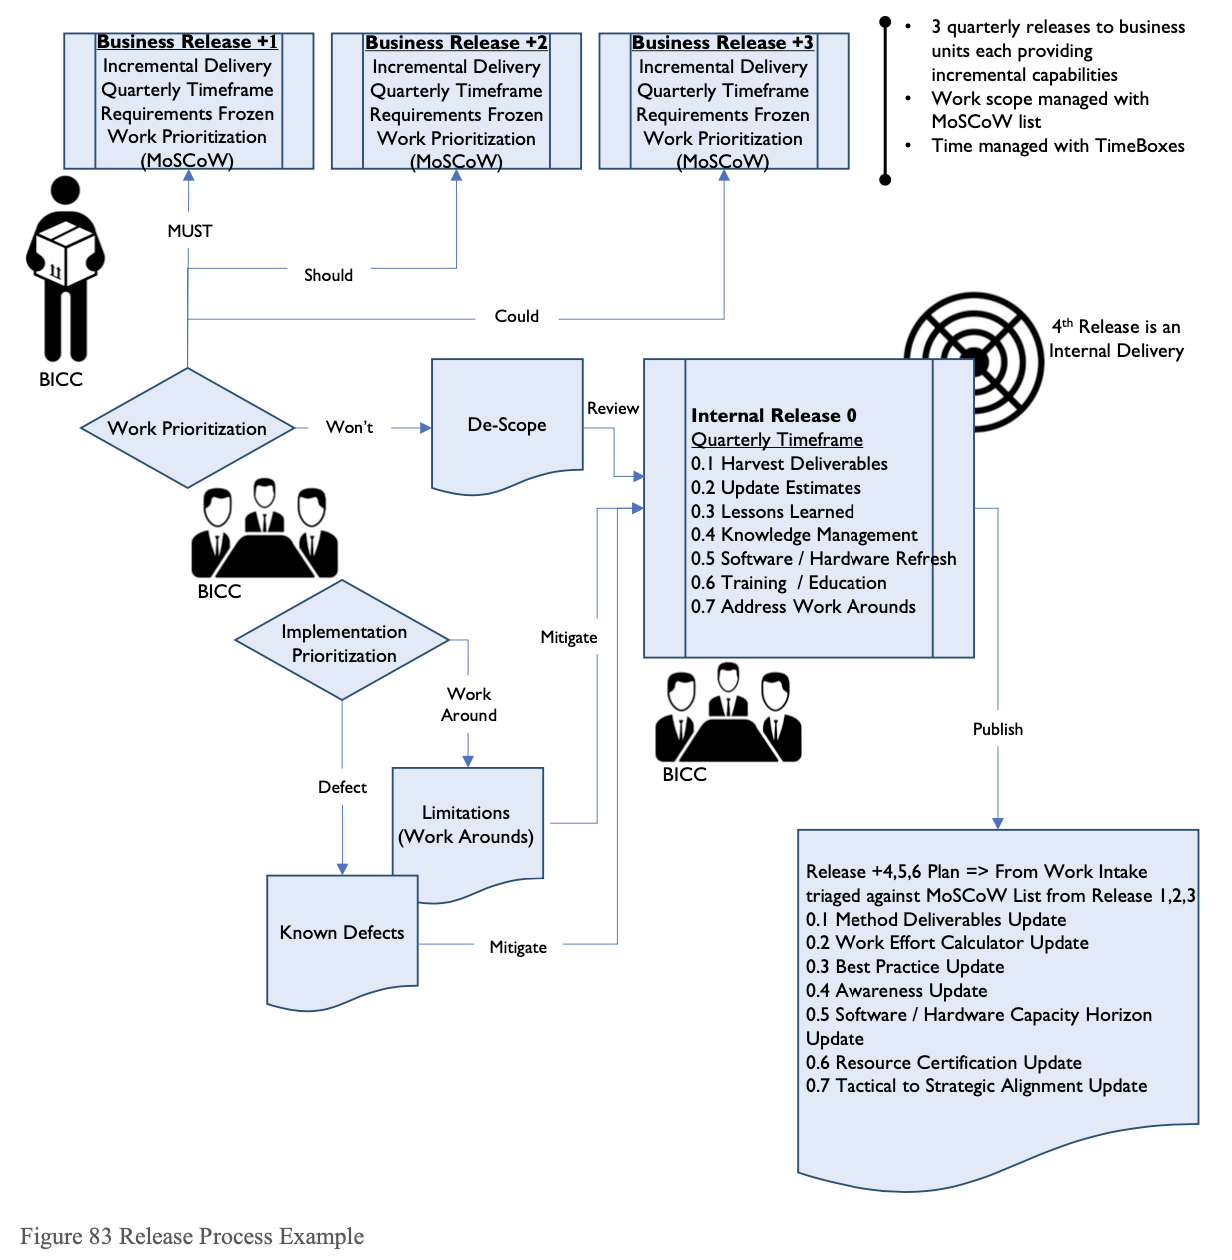 Business Release +1
Incremental Delivery
Quarterly Timeframe
Requirements Frozen
Work Prioritization
(MoSCoW)
Business Release +2
Incremental Delivery
Quarterly Timeframe
Requirements Frozen
Work Prioritization
(MoSCoW)
Business Release +3
Incremental Delivery
Quarterly Timeframe
Requirements Frozen
Work Prioritization
(MoSCoW)
• 3 quarterly releases to business
units each providing
incremental capabilities
• Work scope managed with
MoSCoW list
• Time managed with TimeBoxes
MUST
Should
Could
BICC
4th Release is an
Internal Delivery
Work Prioritization
Won't
De-Scope
Review
Internal Release 0
Quarterly Timeframe
0.1 Harvest Deliverables
0.2 Update Estimates
0.3 Lessons Learned
0.4 Knowledge Management
0.5 Software / Hardware Refresh
0.6 Training / Education
0.7 Address Work Arounds
BICC
Implementation
Prioritization
Mitigate
Work
Around
Defect
BICC
Publish
Limitations
(Work Arounds)
Known Defects
Mitigate
Release +4,5,6 Plan => From Work Intake
triaged against MoSCoW List from Release 1,2,3
0.1 Method Deliverables Update
0.2 Work Effort Calculator Update
0.3 Best Practice Update
0.4 Awareness Update
0.5 Software / Hardware Capacity Horizon
Update
0.6 Resource Certification Update
0.7 Tactical to Strategic Alignment Update
Figure 83 Release Process Example